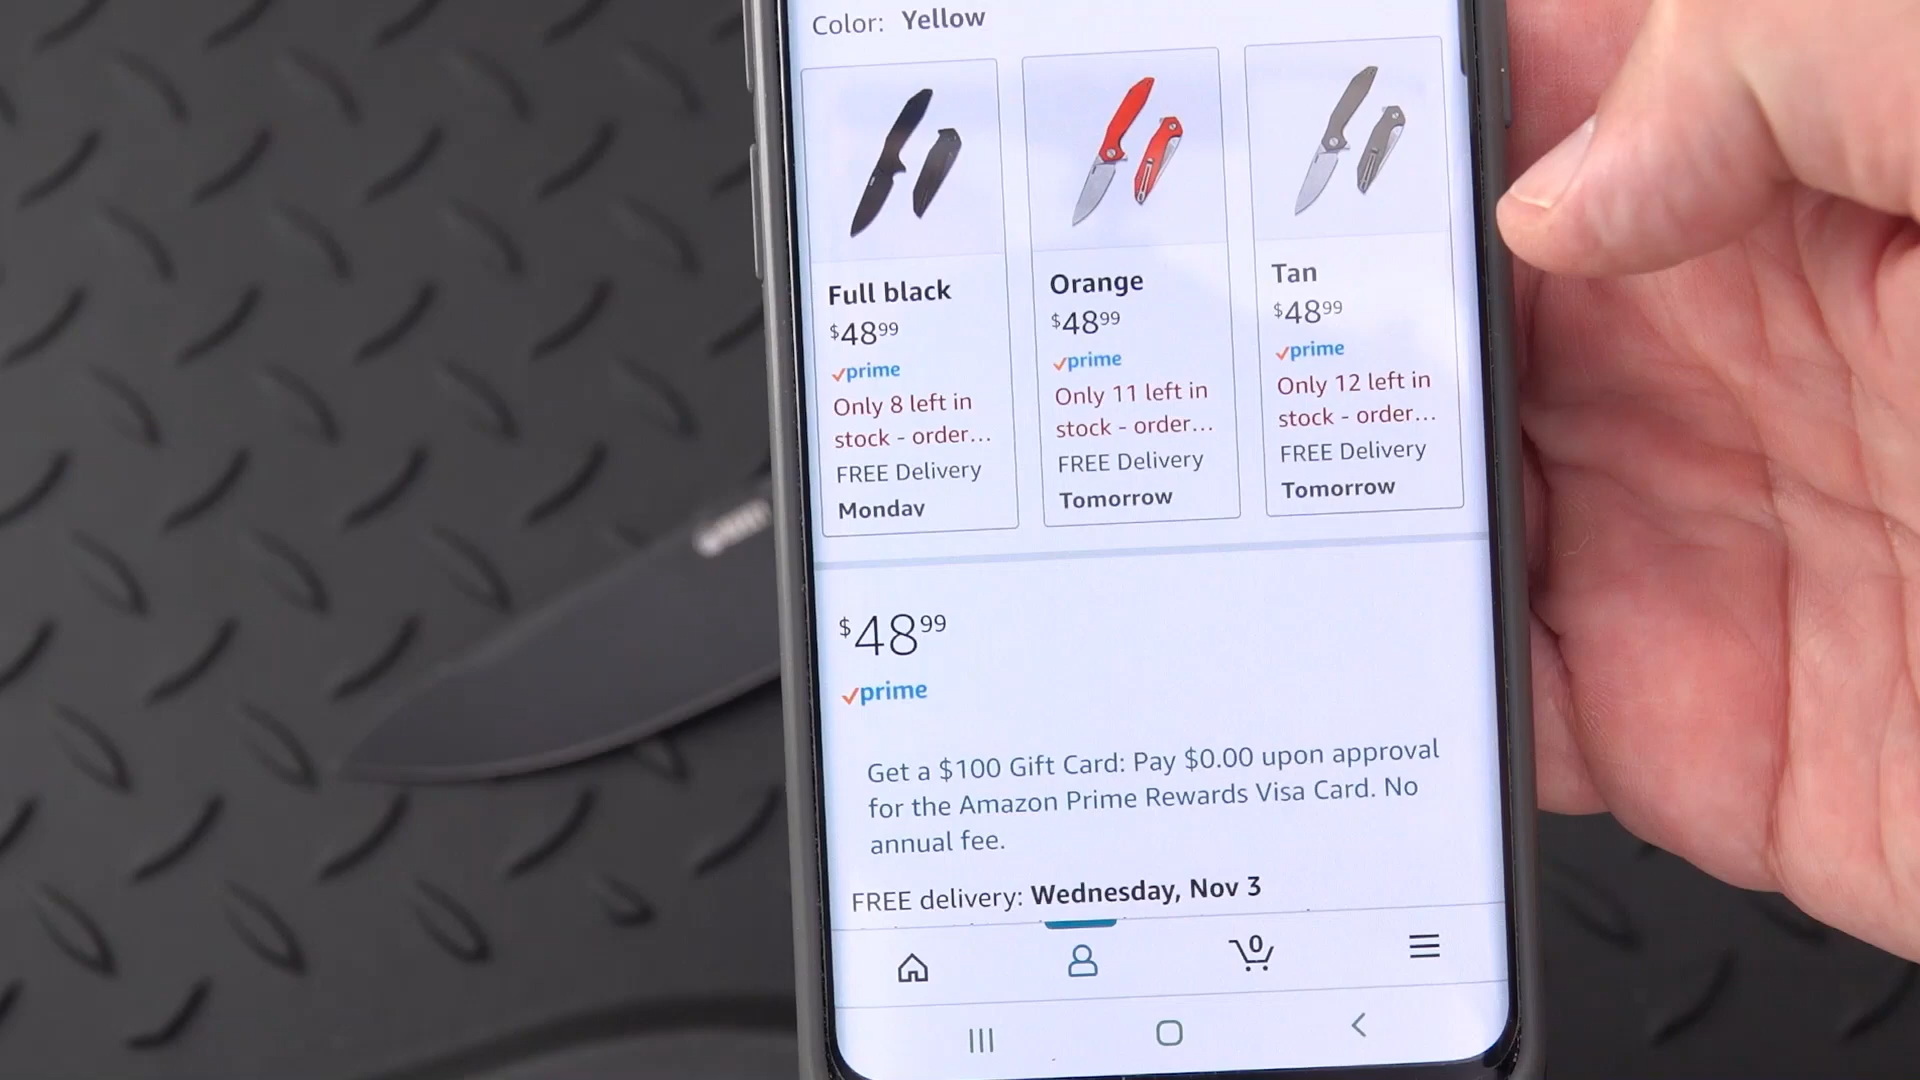 Color: Yellow
Full black
$48 99
prime
Only 8 left in
stock - order...
FREE Delivery
Monday
Orange
$48 99
prime
Only 11 left in
stock - order...
FREE Delivery
Tomorrow
Tan
$48 99
prime
Only 12 left in
stock - order...
FREE Delivery
Tomorrow
$48 99
prime
Get a $100 Gift Card: Pay $0.00 upon approval
for the Amazon Prime Rewards Visa Card. No
annual fee.
FREE delivery: Wednesday, Nov 3
0